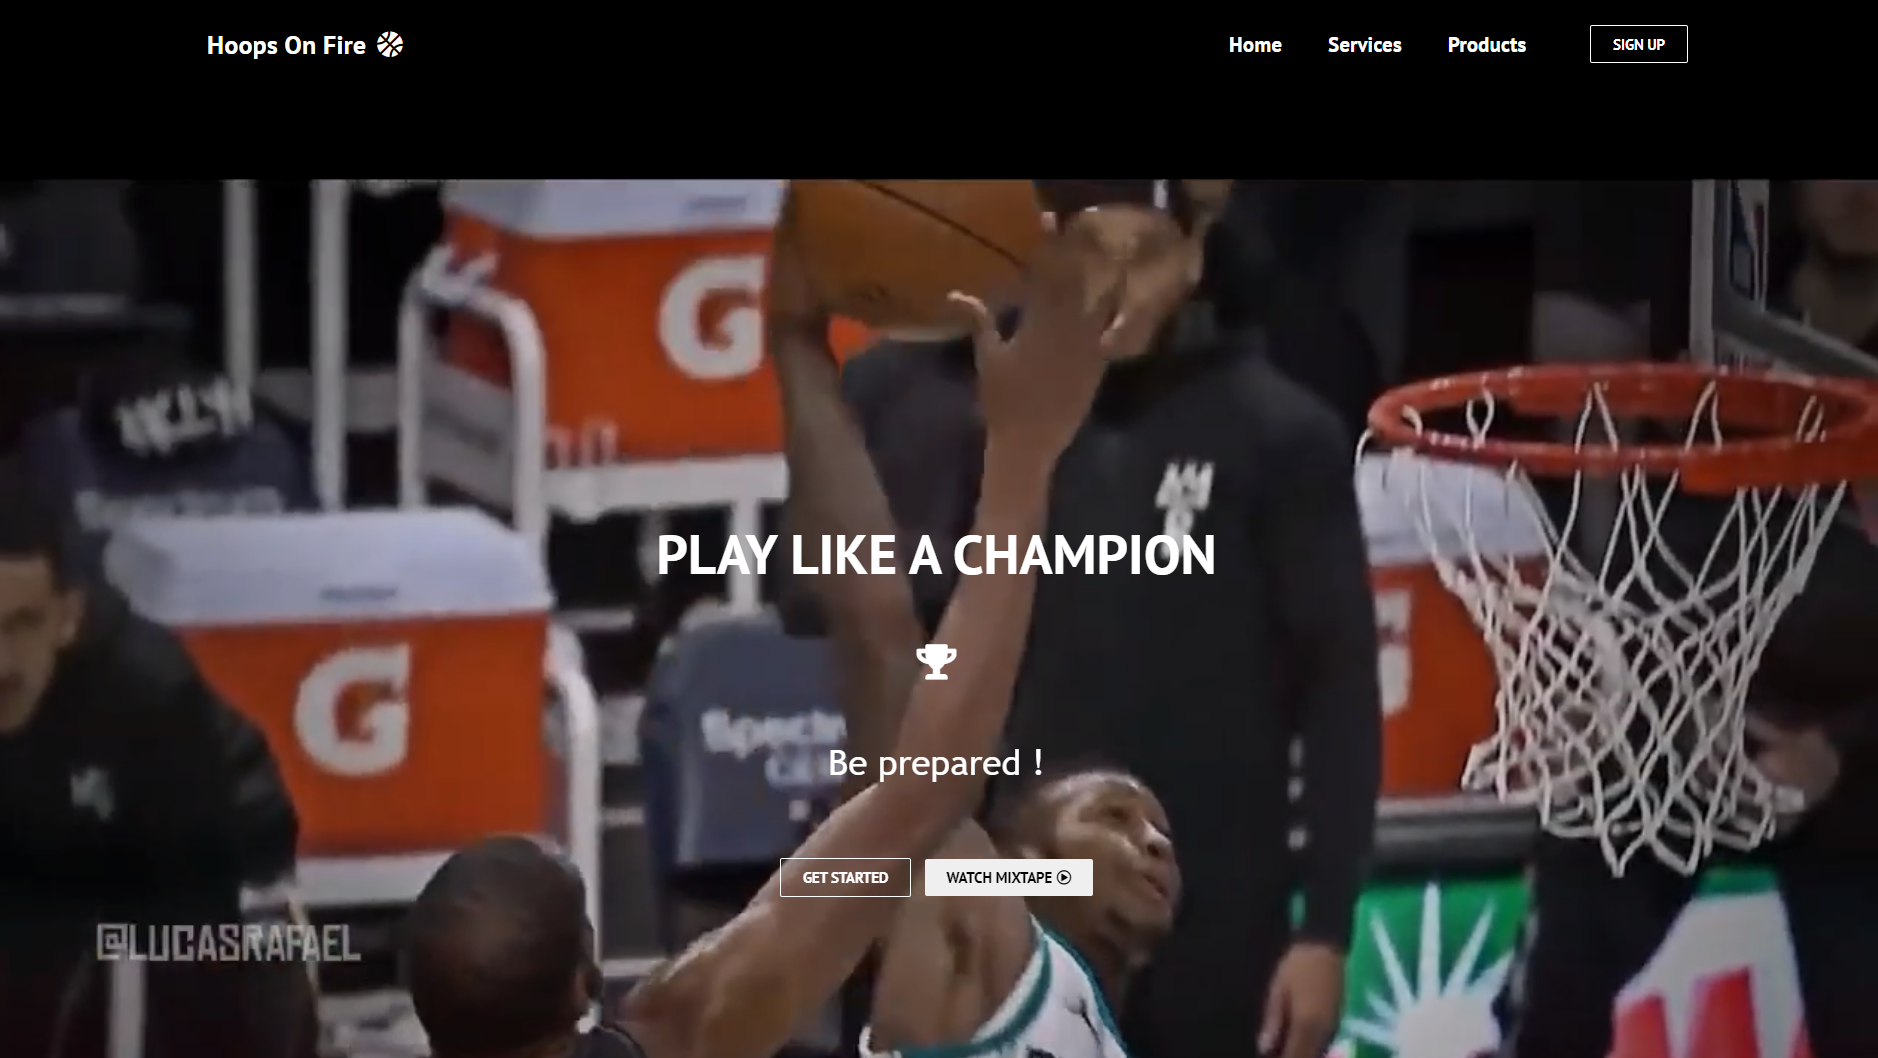 Hoops On Fire
Home Services Products SIGN UP
G
G
PLAY LIKE A CHAMPION
Be prepared !
GET STARTED WATCH MIXTAPE
@LUCASRAFAEL